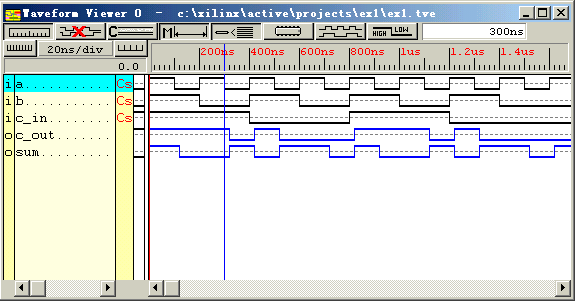 Waveform Viewer 0 - c:\xilinx\active\projects\ex1\ex1.tve
C M HIGH LOW 300ns
20ns/div 200ns 400ns 600ns 800ns 1us 1.2us 1.4us
0.0
i a........... Cs
i b........... Cs
i c_in........ Cs
o c_out.......
o sum.........